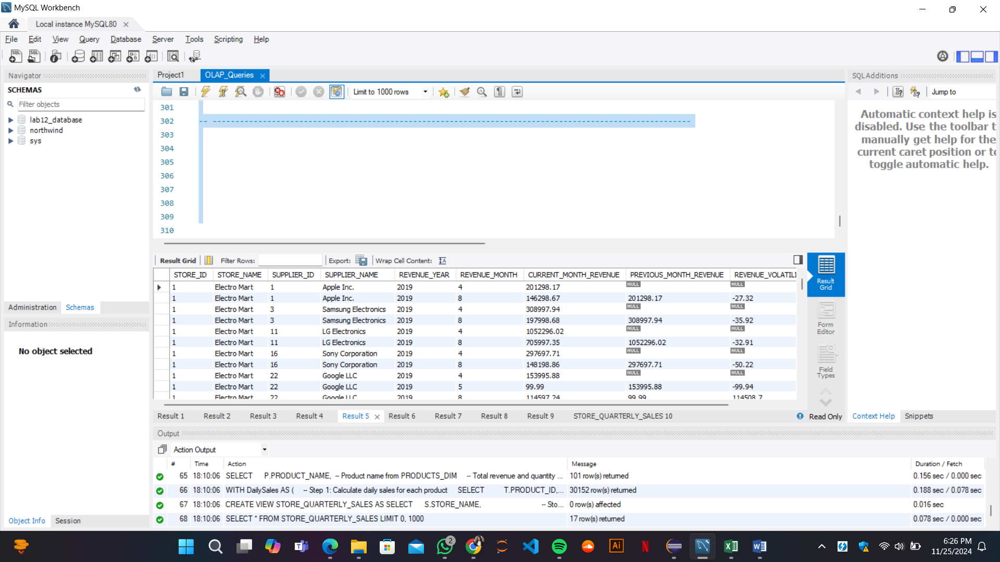 MySQL Workbench
Local instance MySQL80
File Edit View Query Database Server Tools Scripting Help
Navigator
SCHEMAS
Filter objects
lab12_database
northwind
sys
Administration Schemas
Information
No object selected
Object Info Session
Project1 OLAP_Queries
Limit to 1000 rows
301
302 -- --------------------------------------------------------------------------------------------
303
304
305
306
307
308
309
310
Result Grid Filter Rows: Export: Wrap Cell Content:
STORE_ID STORE_NAME SUPPLIER_ID SUPPLIER_NAME REVENUE_YEAR REVENUE_MONTH CURRENT_MONTH_REVENUE PREVIOUS_MONTH_REVENUE REVENUE_VOLATILI
1 Electro Mart 1 Apple Inc. 2019 4 201298.17 NULL NULL
1 Electro Mart 1 Apple Inc. 2019 8 146298.67 201298.17 -27.32
1 Electro Mart 3 Samsung Electronics 2019 4 308997.94 NULL NULL
1 Electro Mart 3 Samsung Electronics 2019 8 197998.68 308997.94 -35.92
1 Electro Mart 11 LG Electronics 2019 4 1052296.02 NULL NULL
1 Electro Mart 11 LG Electronics 2019 8 705997.35 1052296.02 -32.91
1 Electro Mart 16 Sony Corporation 2019 4 297697.71 NULL NULL
1 Electro Mart 16 Sony Corporation 2019 8 148198.86 297697.71 -50.22
1 Electro Mart 22 Google LLC 2019 4 153995.88 NULL NULL
1 Electro Mart 22 Google LLC 2019 5 99.99 153995.88 -99.94
1 Electro Mart 22 Google LLC 2019 8 114597.24 99.99 114508.7
Result Grid
Form Editor
Field Types
Result 1 Result 2 Result 3 Result 4 Result 5 Result 6 Result 7 Result 8 Result 9 STORE_QUARTERLY_SALES 10 Read Only
SQLAdditions
Jump to
Automatic context help is
disabled. Use the toolbar t
manually get help for the
current caret position or to
toggle automatic help.
Context Help Snippets
Output
Action Output
# Time Action Message Duration / Fetch
65 18:10:06 SELECT P.PRODUCT_NAME, -- Product name from PRODUCTS_DIM -- Total revenue and quantity ... 101 row(s) returned 0.156 sec / 0.000 sec
66 18:10:06 WITH DailySales AS ( -- Step 1: Calculate daily sales for each product SELECT T.PRODUCT_ID,... 30152 row(s) returned 0.188 sec / 0.078 sec
67 18:10:06 CREATE VIEW STORE_QUARTERLY_SALES AS SELECT S.STORE_NAME, -- Sto... 0 row(s) affected 0.016 sec
68 18:10:06 SELECT * FROM STORE_QUARTERLY_SALES LIMIT 0, 1000 17 row(s) returned 0.078 sec / 0.000 sec
2
6:26 PM
11/25/2024